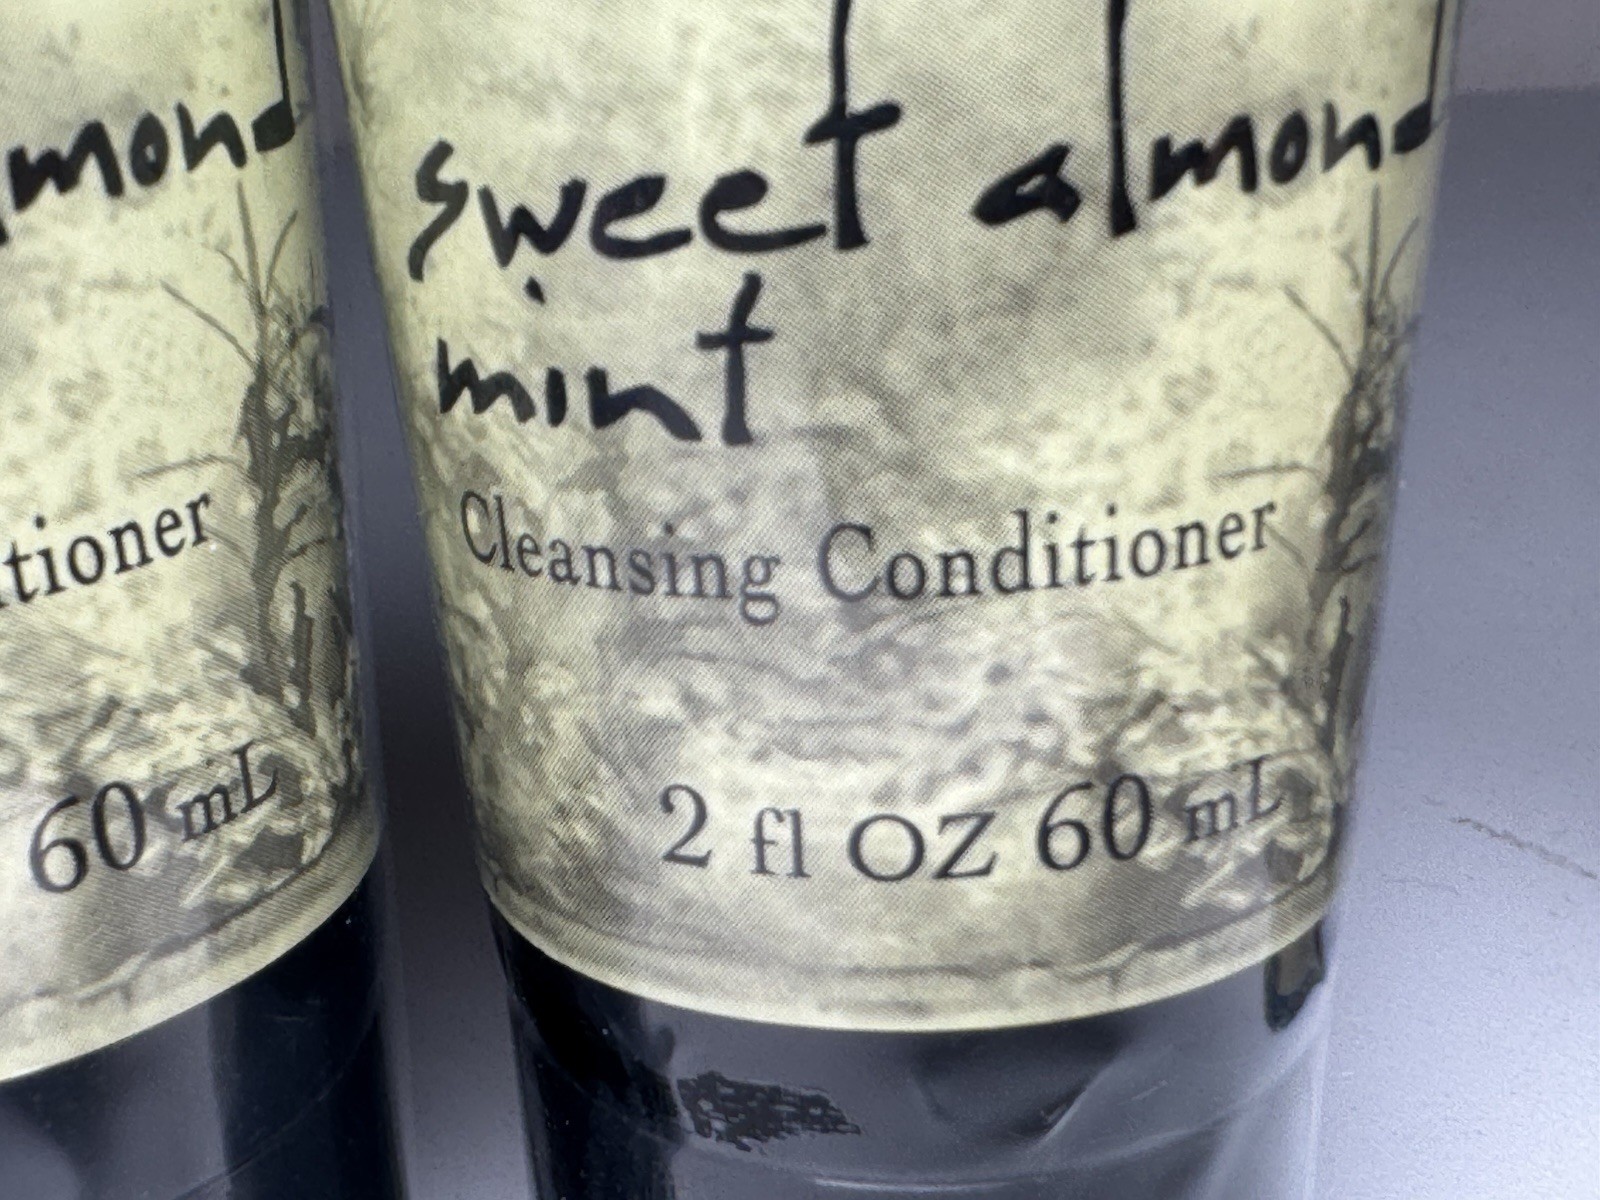 mond
tioner
60 mL
sweet almond
mint
Cleansing Conditioner
2 fl OZ 60 mL